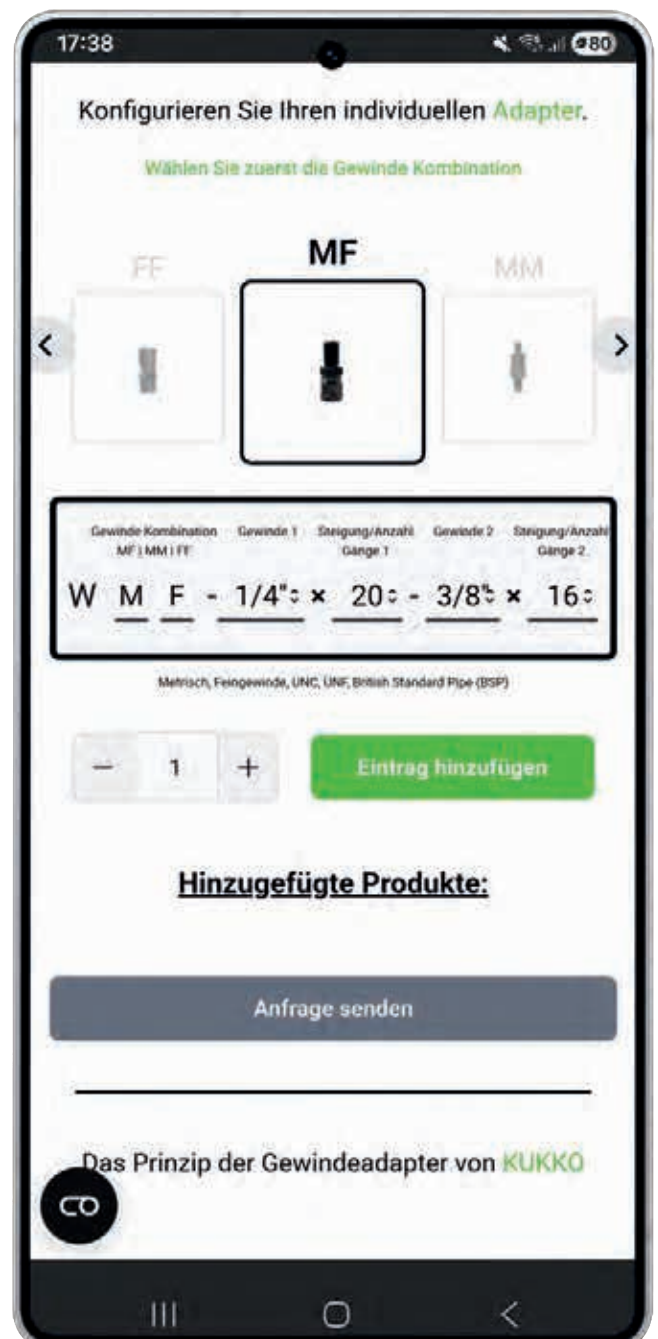 17:38
80
Konfigurieren Sie Ihren individuellen Adapter.
Wählen Sie zuerst die Gewinde Kombination
FF
MF
MM
Gewinde Kombination
MF | MM | FF
Gewinde 1
Steigung/Anzahl
Gänge 1
Gewinde 2
Steigung/Anzahl
Gänge 2
W M F - 1/4" × 20 - 3/8" × 16
Metrisch, Feingewinde, UNC, UNF, British Standard Pipe (BSP)
− 1 +
Eintrag hinzufügen
Hinzugefügte Produkte:
Anfrage senden
Das Prinzip der Gewindeadapter von KUKKO